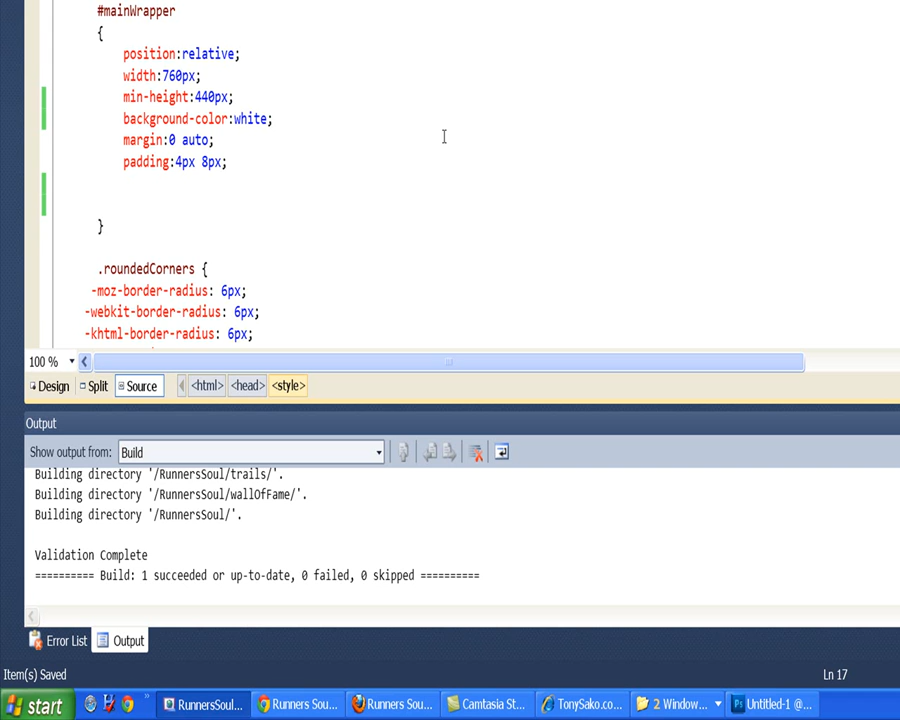 #mainWrapper
{
position:relative;
width:760px;
min-height:440px;
background-color:white;
margin:0 auto;
padding:4px 8px;
}
.roundedCorners {
-moz-border-radius: 6px;
-webkit-border-radius: 6px;
-khtml-border-radius: 6px;
100 %
Design Split Source <html> <head> <style>
Output
Show output from: Build
Building directory '/RunnersSoul/trails/'.
Building directory '/RunnersSoul/wallOfFame/'.
Building directory '/RunnersSoul/'.
Validation Complete
========== Build: 1 succeeded or up-to-date, 0 failed, 0 skipped ==========
Error List Output
Item(s) Saved Ln 17
start RunnersSoul... Runners Sou... Runners Sou... Camtasia St... TonySako.co... 2 Window... Untitled-1 @...